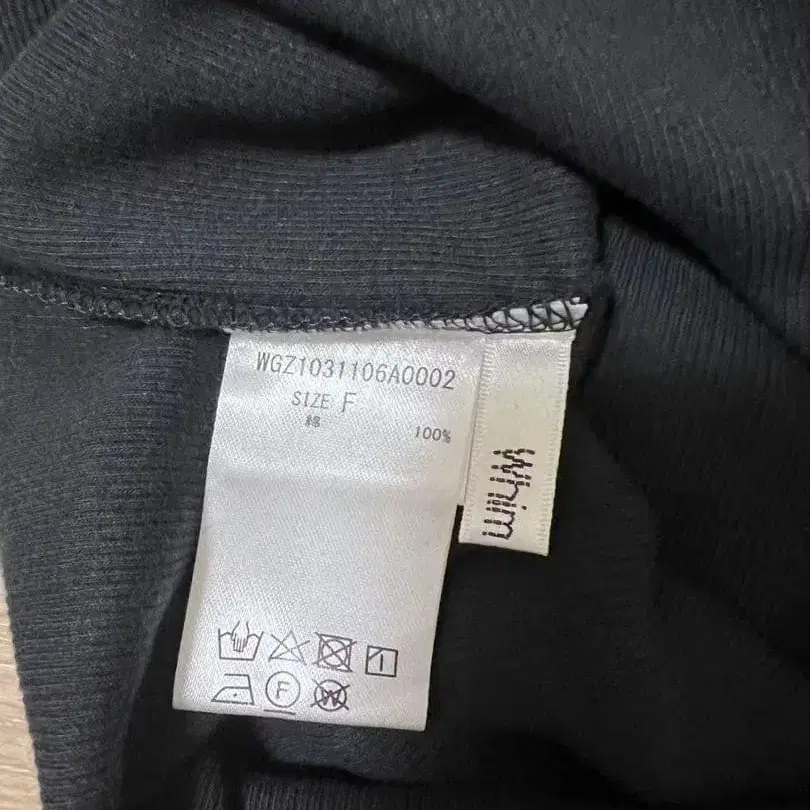 WGZ1031106A0002
SIZE F
綿 100%
Whim
F
W